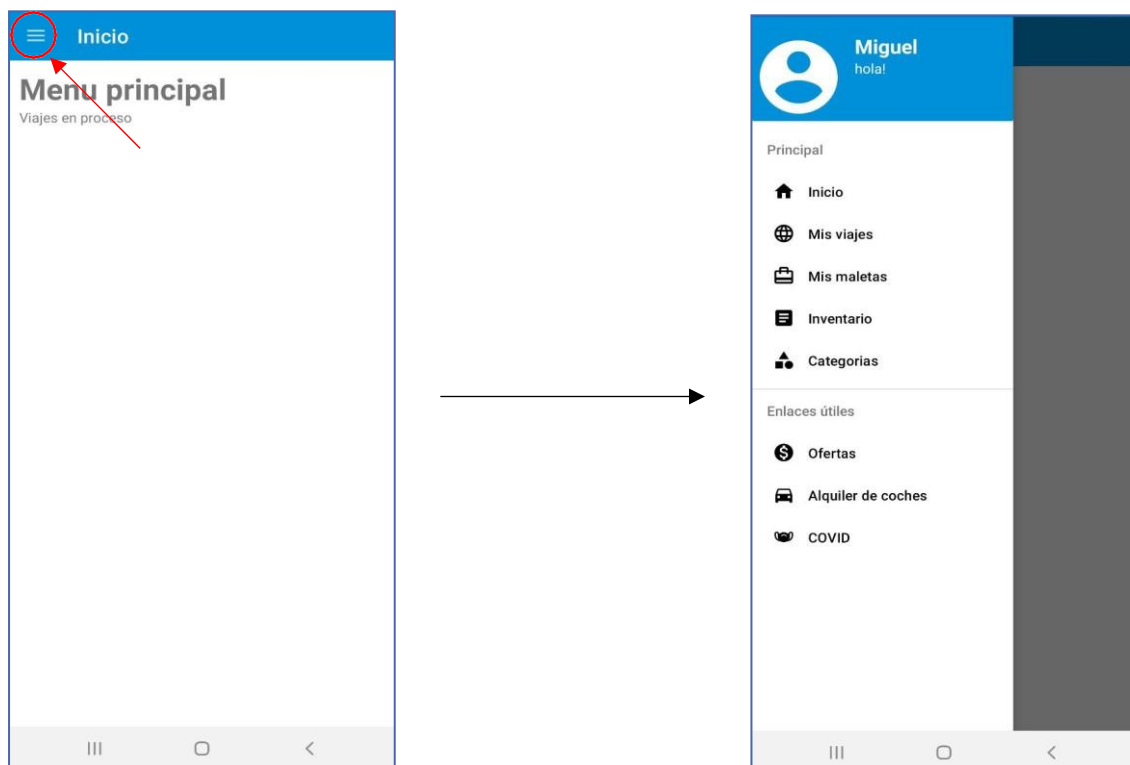 Inicio
Menu principal
Viajes en proceso
Miguel
hola!
Principal
Inicio
Mis viajes
Mis maletas
Inventario
Categorias
Enlaces útiles
Ofertas
Alquiler de coches
COVID